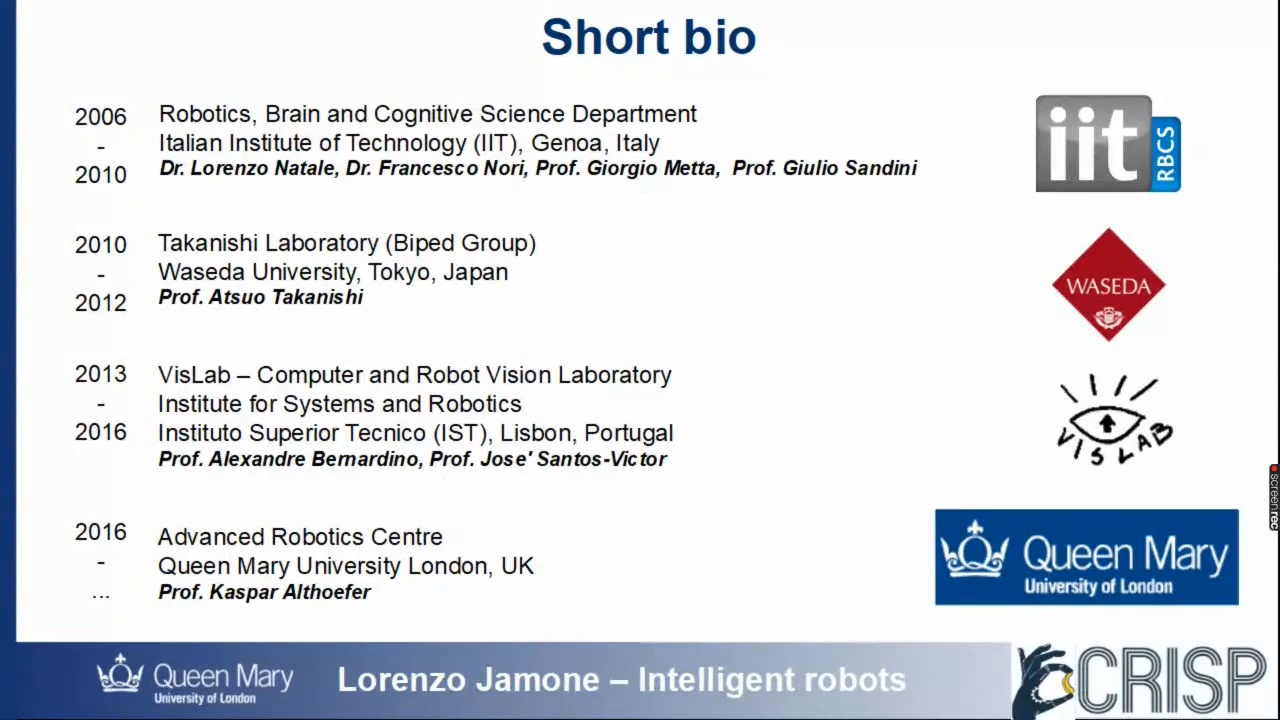 Short bio
2006
-
2010
Robotics, Brain and Cognitive Science Department
Italian Institute of Technology (IIT), Genoa, Italy
Dr. Lorenzo Natale, Dr. Francesco Nori, Prof. Giorgio Metta,  Prof. Giulio Sandini
iit
RBCS
2010
-
2012
Takanishi Laboratory (Biped Group)
Waseda University, Tokyo, Japan
Prof. Atsuo Takanishi
WASEDA
2013
-
2016
VisLab – Computer and Robot Vision Laboratory
Institute for Systems and Robotics
Instituto Superior Tecnico (IST), Lisbon, Portugal
Prof. Alexandre Bernardino, Prof. Jose' Santos-Victor
VISLAB
2016
-
...
Advanced Robotics Centre
Queen Mary University London, UK
Prof. Kaspar Althoefer
Queen Mary
University of London
screenrec
Queen Mary
University of London
Lorenzo Jamone – Intelligent robots
CRISP